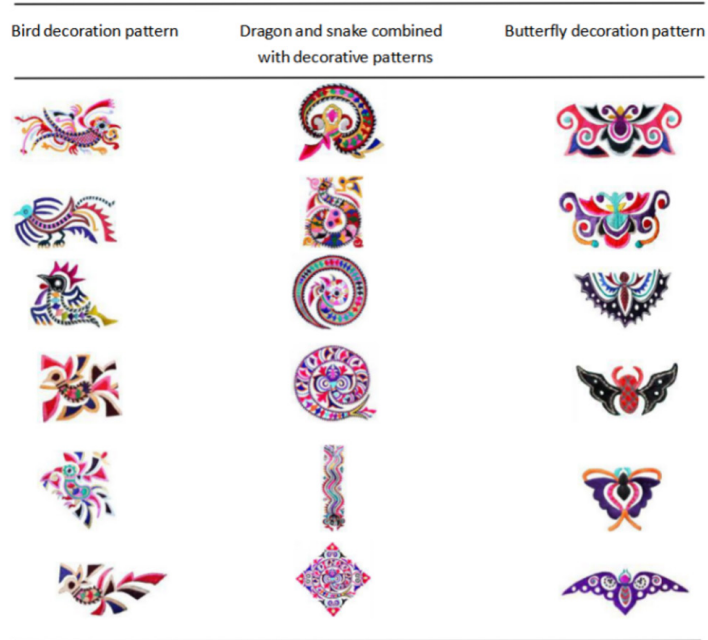 Bird decoration pattern
Dragon and snake combined
with decorative patterns
Butterfly decoration pattern